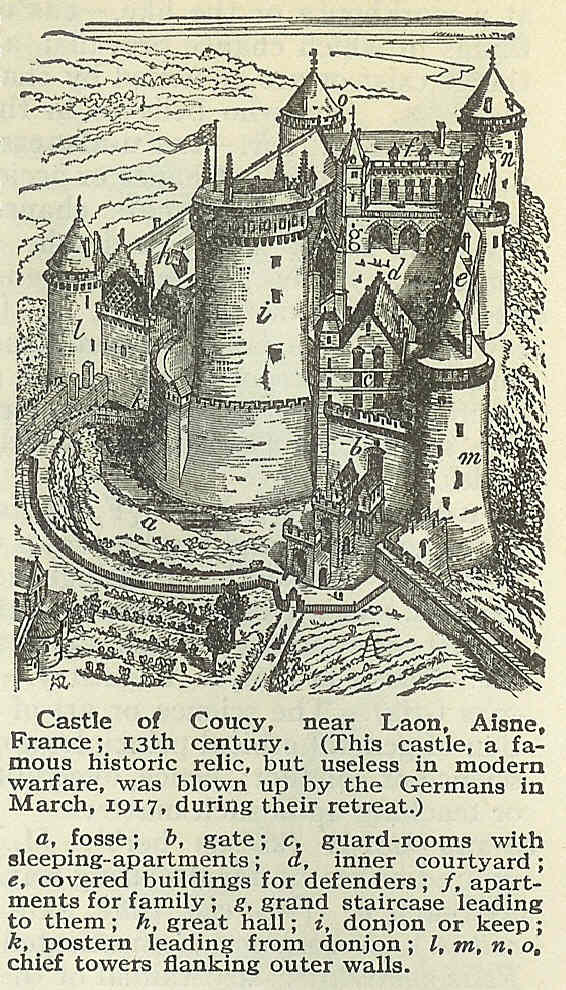 o
n
f
g
h
d
e
i
l
c
k
b
m
a
A
Castle of Coucy, near Laon, Aisne,
France; 13th century. (This castle, a fa-
mous historic relic, but useless in modern
warfare, was blown up by the Germans in
March, 1917, during their retreat.)
a, fosse; b, gate; c, guard-rooms with
sleeping-apartments; d, inner courtyard;
e, covered buildings for defenders; f, apart-
ments for family; g, grand staircase leading
to them; h, great hall; i, donjon or keep;
k, postern leading from donjon; l, m, n, o,
chief towers flanking outer walls.